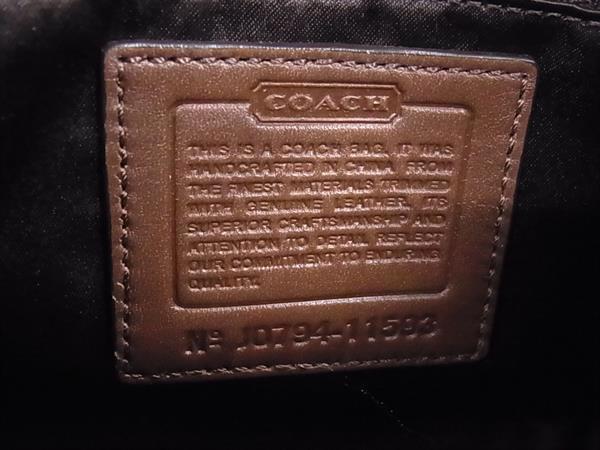 COACH
THIS IS A COACH BAG. IT WAS
HANDCRAFTED IN CHINA FROM
THE FINEST MATERIALS TRIMMED
WITH GENUINE LEATHER. ITS
SUPERIOR CRAFTSMANSHIP AND
ATTENTION TO DETAIL REFLECT
OUR COMMITMENT TO ENDURING
QUALITY.
Nº J0794-11593